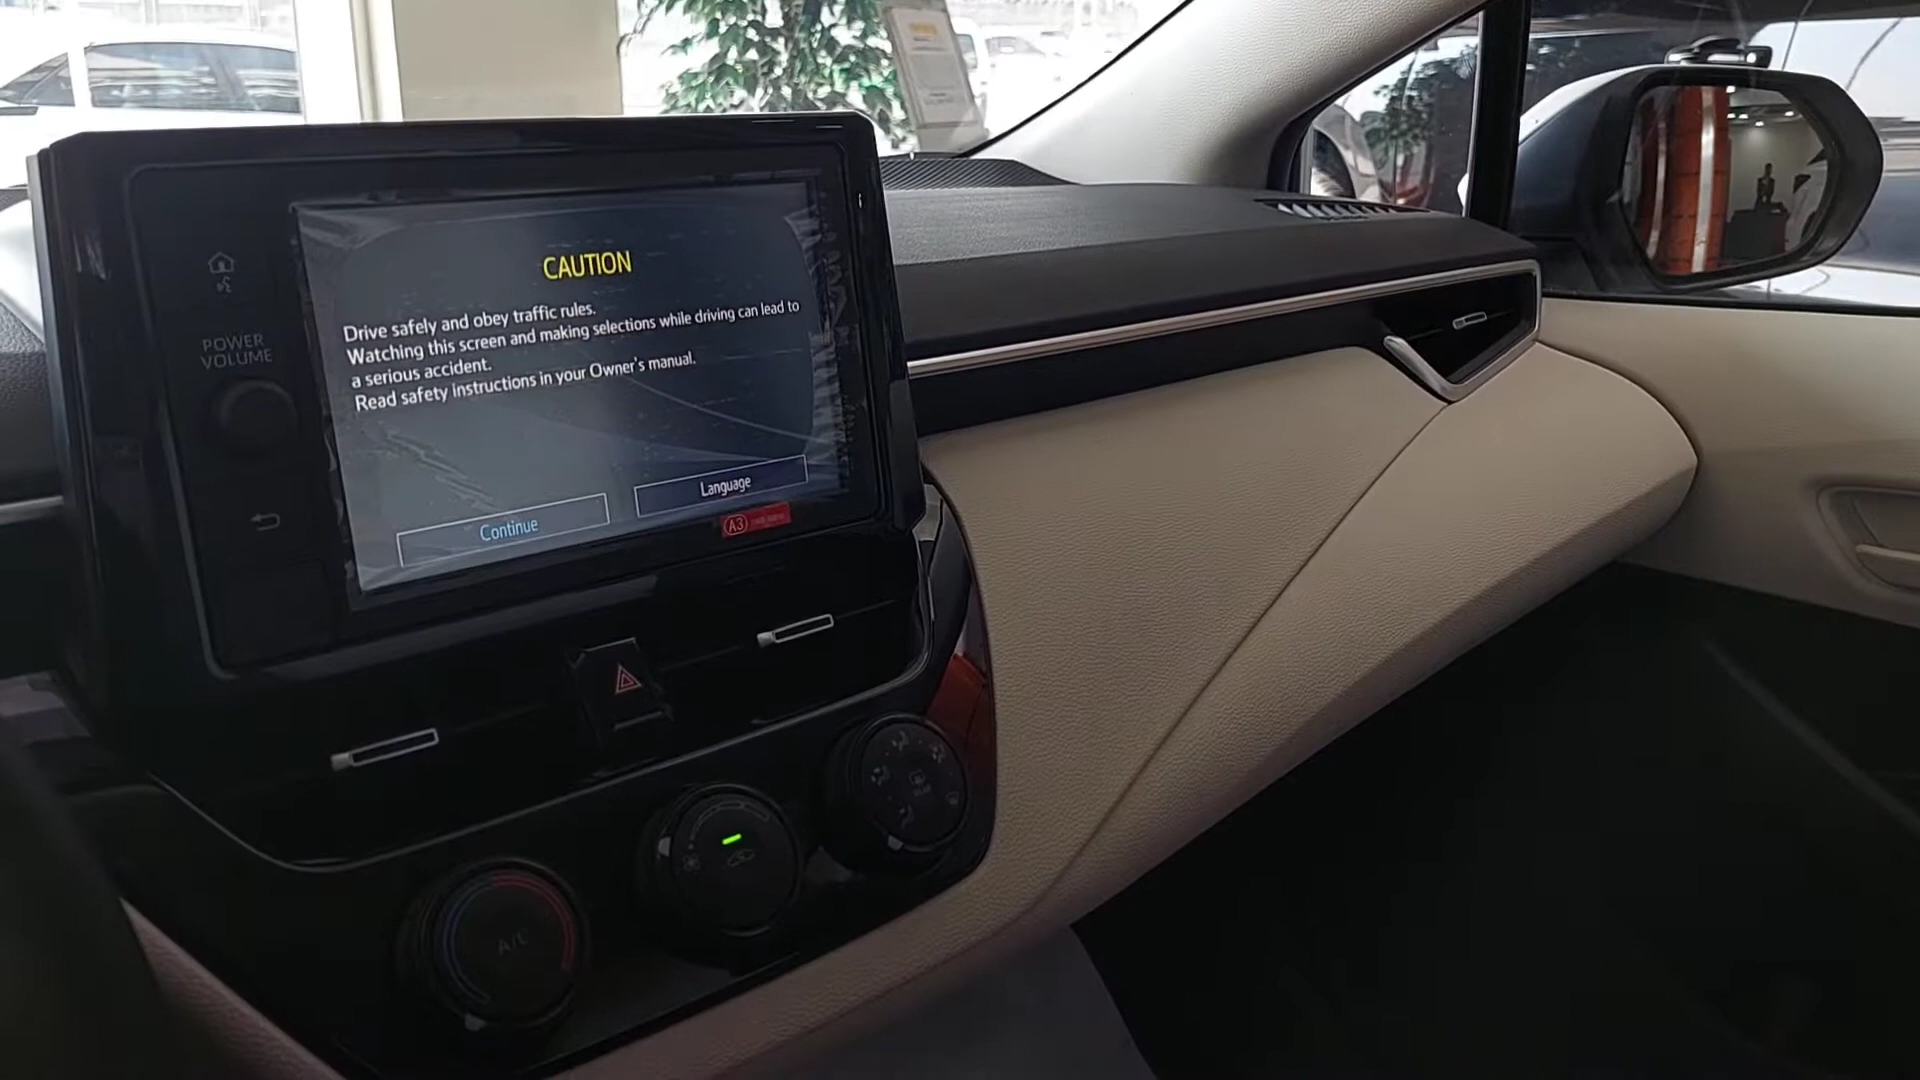 CAUTION
Drive safely and obey traffic rules.
Watching this screen and making selections while driving can lead to
a serious accident.
Read safety instructions in your Owner's manual.
POWER
VOLUME
Language
Continue
A3
A/C